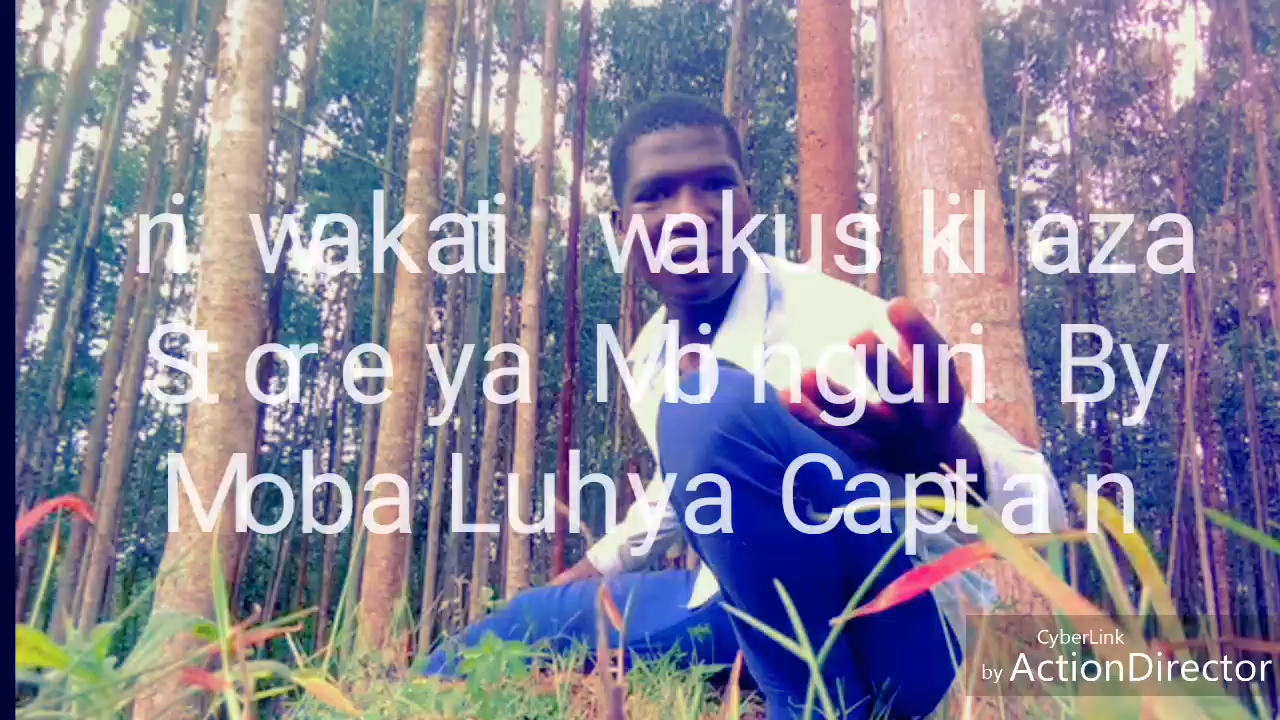 ni wakati wakusikilaza
Store ya Mbinguni By
Moba Luhya Captain
CyberLink
by ActionDirector